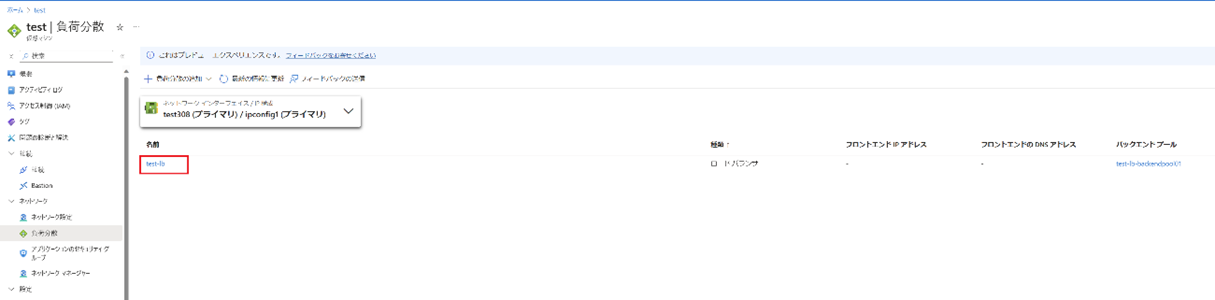 ホーム > test
test | 負荷分散
仮想マシン
検索
これはプレビュー エクスペリエンスです。 フィードバックをお寄せください
負荷分散の追加 最新の情報に更新 フィードバックの送信
概要
アクティビティ ログ
アクセス制御 (IAM)
タグ
問題の診断と解決
接続
接続
Bastion
ネットワーク
ネットワーク設定
負荷分散
アプリケーションのセキュリティ グループ
ネットワーク マネージャー
設定
ネットワーク インターフェイス / IP 構成
test308 (プライマリ) / ipconfig1 (プライマリ)
名前 種類 ↑ フロントエンド IP アドレス フロントエンドの DNS アドレス バックエンド プール
test-lb ロード バランサー - - test-lb-backendpool01